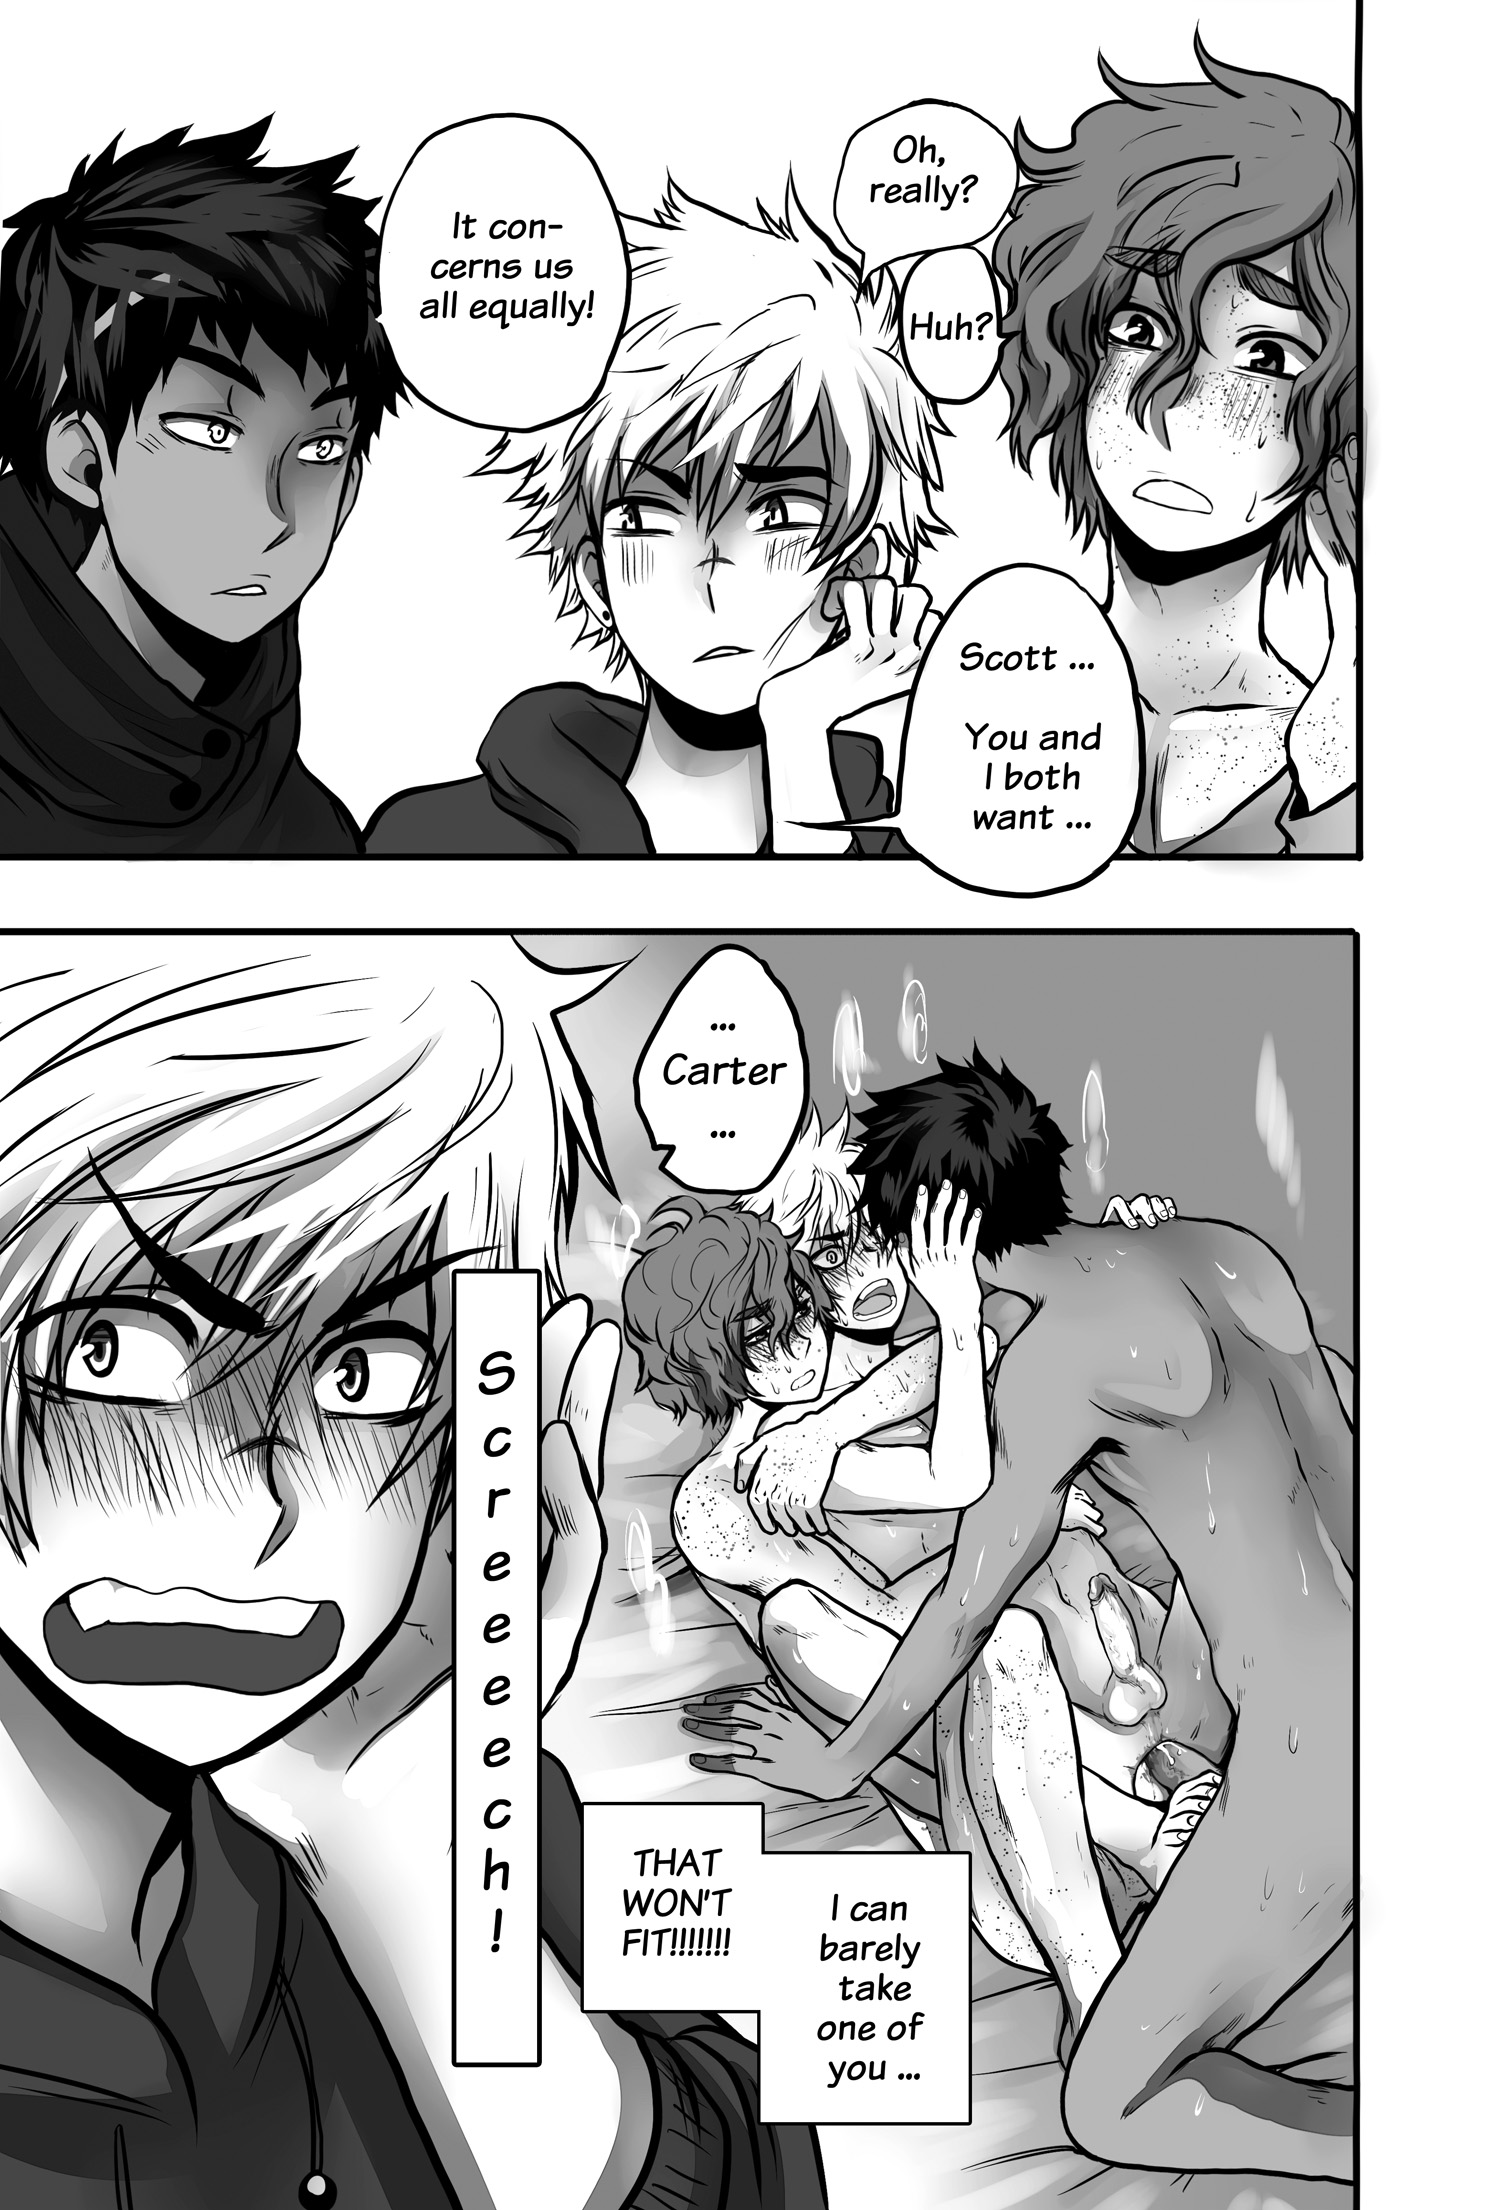 It con-
cerns us
all equally!
Oh,
really?
Huh?
Scott ...
You and
I both
want ...
...
Carter
...
Screeeech!
THAT
WON'T
FIT!!!!!!!
I can
barely
take
one of
you ...